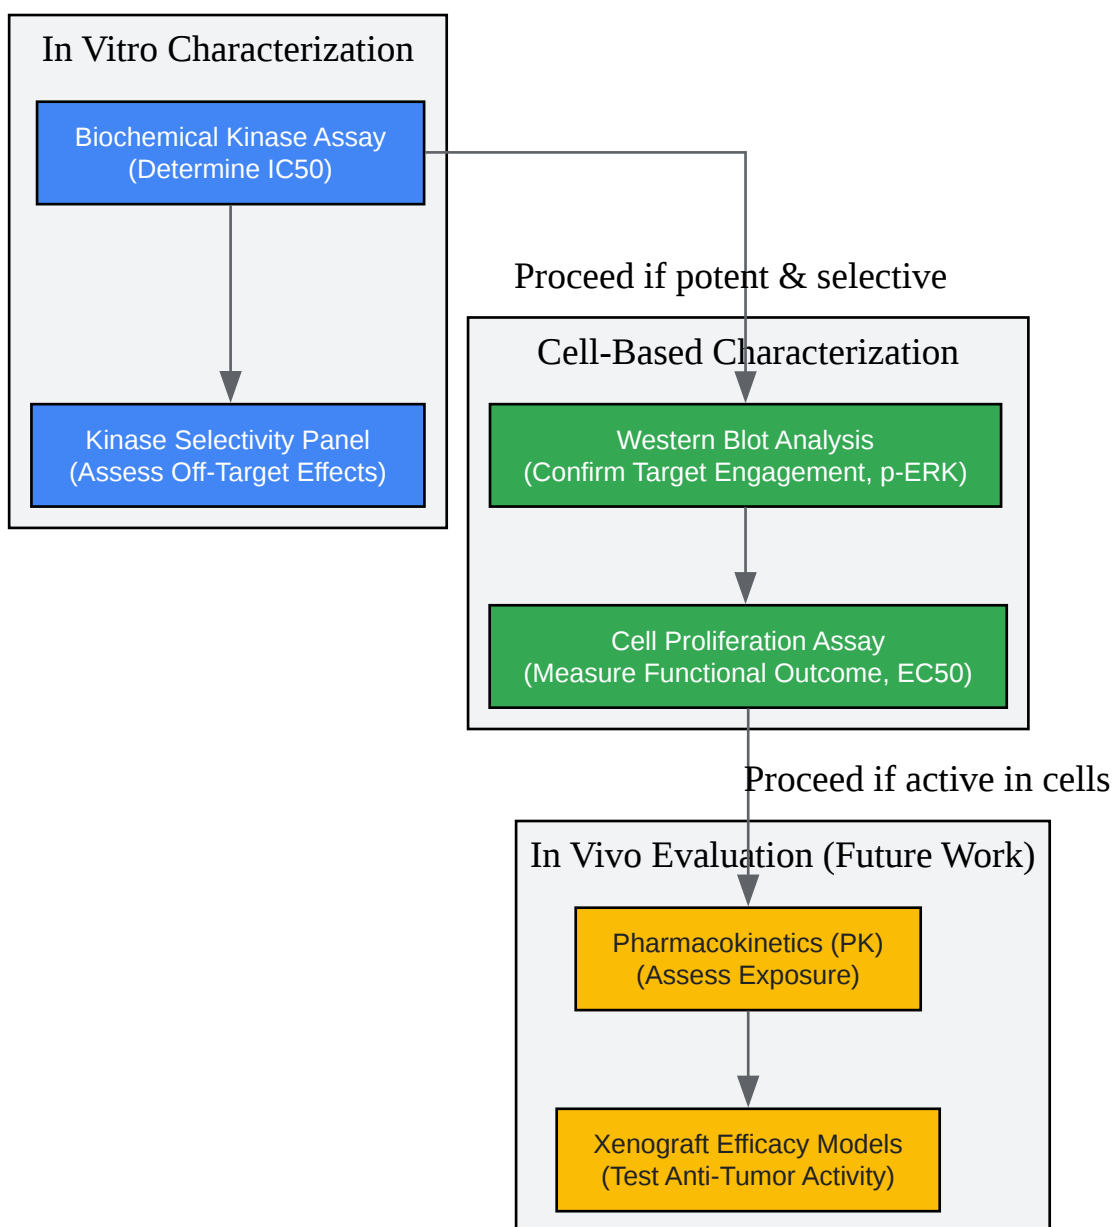 In Vitro Characterization
Biochemical Kinase Assay
(Determine IC50)
Kinase Selectivity Panel
(Assess Off-Target Effects)
Proceed if potent & selective
Cell-Based Characterization
Western Blot Analysis
(Confirm Target Engagement, p-ERK)
Cell Proliferation Assay
(Measure Functional Outcome, EC50)
Proceed if active in cells
In Vivo Evaluation (Future Work)
Pharmacokinetics (PK)
(Assess Exposure)
Xenograft Efficacy Models
(Test Anti-Tumor Activity)